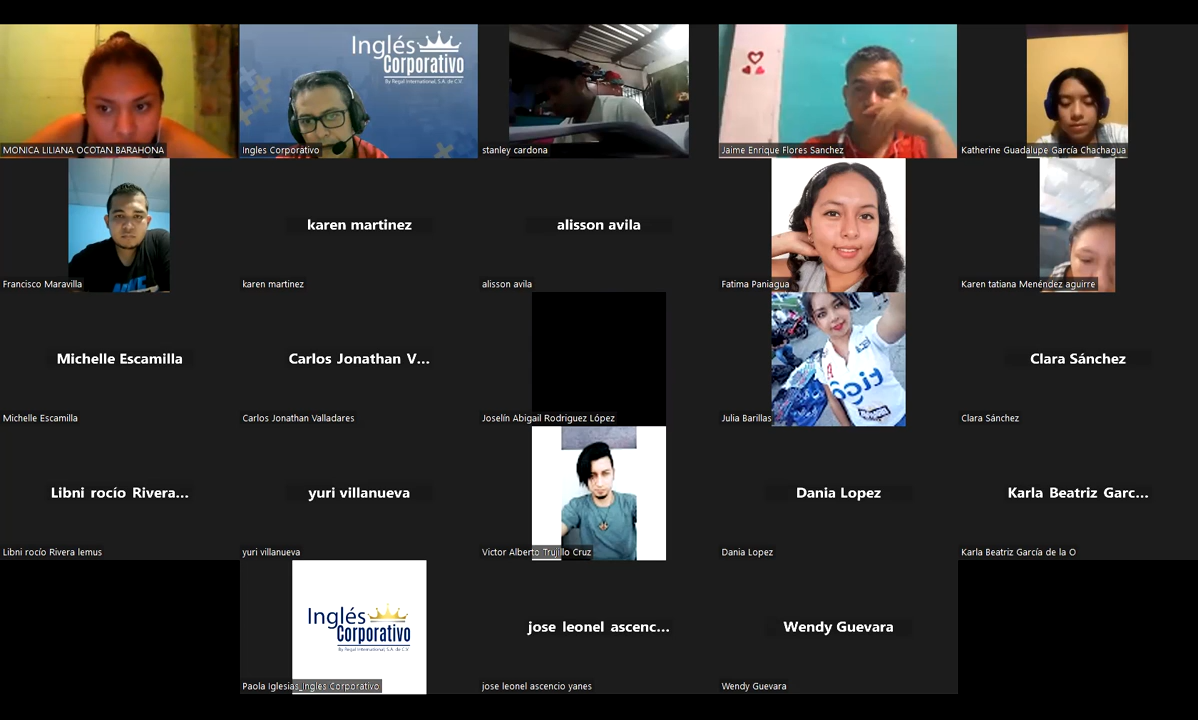 Inglés
Corporativo
By Regal International, S.A. de C.V.
MONICA LILIANA OCOTAN BARAHONA
Ingles Corporativo
stanley cardona
Jaime Enrique Flores Sanchez
Katherine Guadalupe García Chachagua
karen martinez
alisson avila
Francisco Maravilla
karen martinez
alisson avila
Fatima Paniagua
Karen tatiana Menéndez aguirre
Michelle Escamilla
Carlos Jonathan V...
tigo
Clara Sánchez
Michelle Escamilla
Carlos Jonathan Valladares
Joselín Abigail Rodriguez López
Julia Barillas
Clara Sánchez
Libni rocío Rivera...
yuri villanueva
Dania Lopez
Karla Beatriz Garc...
Libni rocío Rivera lemus
yuri villanueva
Victor Alberto Trujillo Cruz
Dania Lopez
Karla Beatriz García de la O
Inglés
Corporativo
By Regal International, S.A. de C.V.
jose leonel ascenc...
Wendy Guevara
Paola Iglesias_Ingles Corporativo
jose leonel ascencio yanes
Wendy Guevara